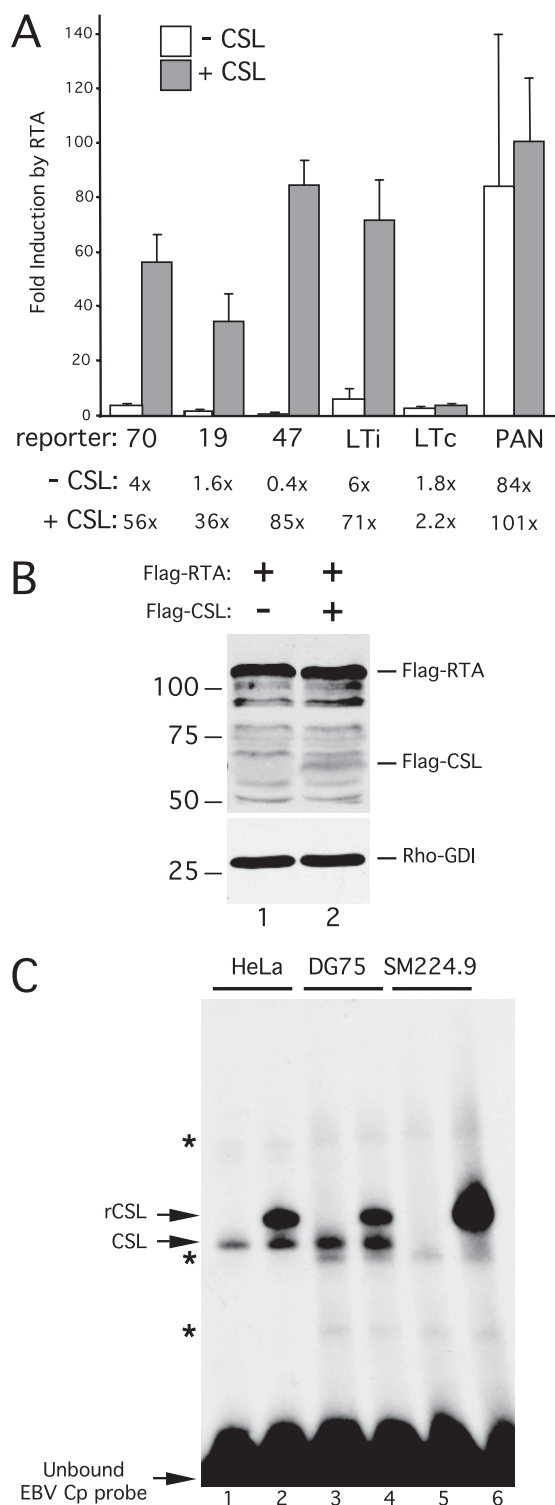 A
140
120
100
80
60
40
20
0
Fold Induction by RTA
- CSL
+ CSL
reporter: 70 19 47 LTi LTc PAN
- CSL: 4x 1.6x 0.4x 6x 1.8x 84x
+ CSL: 56x 36x 85x 71x 2.2x 101x
B
Flag-RTA: + +
Flag-CSL: - +
100
75
50
25
Flag-RTA
Flag-CSL
Rho-GDI
1 2
C
HeLa DG75 SM224.9
*
rCSL
CSL
*
*
Unbound
EBV Cp probe
1 2 3 4 5 6